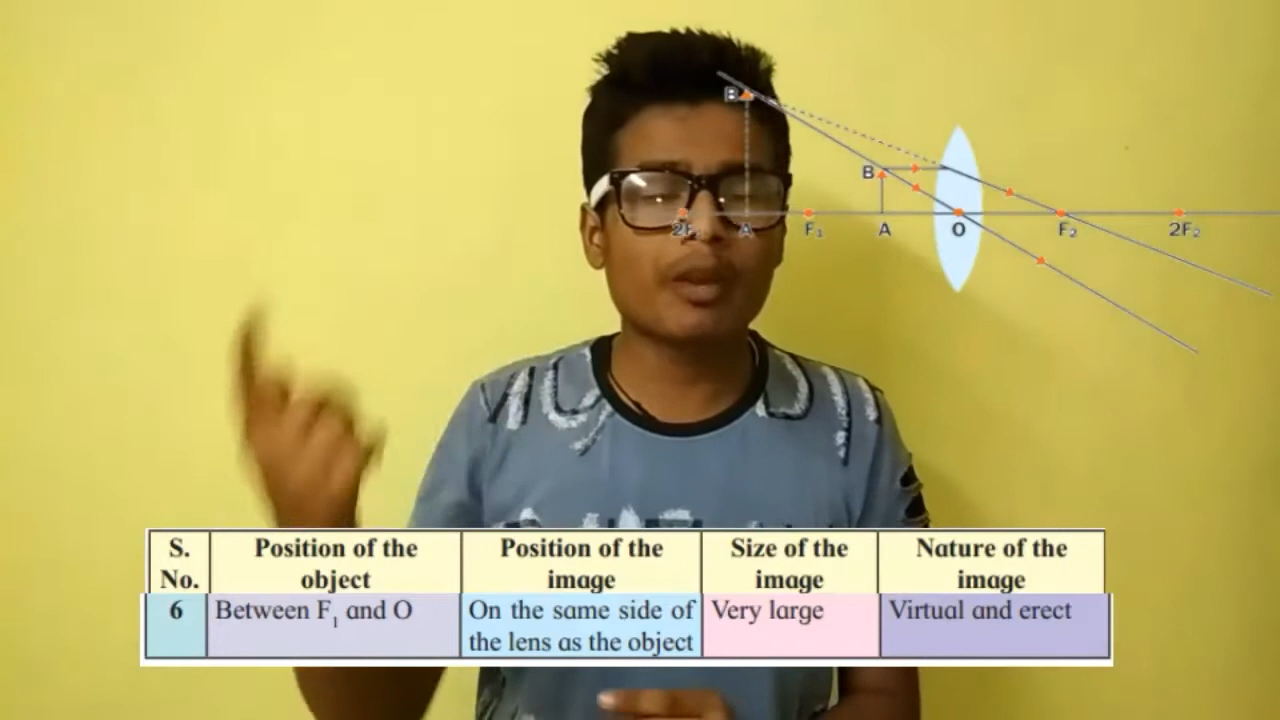 B
B
2F₁ A F₁ A O F₂ 2F₂
S. No. Position of the object Position of the image Size of the image Nature of the image
6 Between F₁ and O On the same side of the lens as the object Very large Virtual and erect